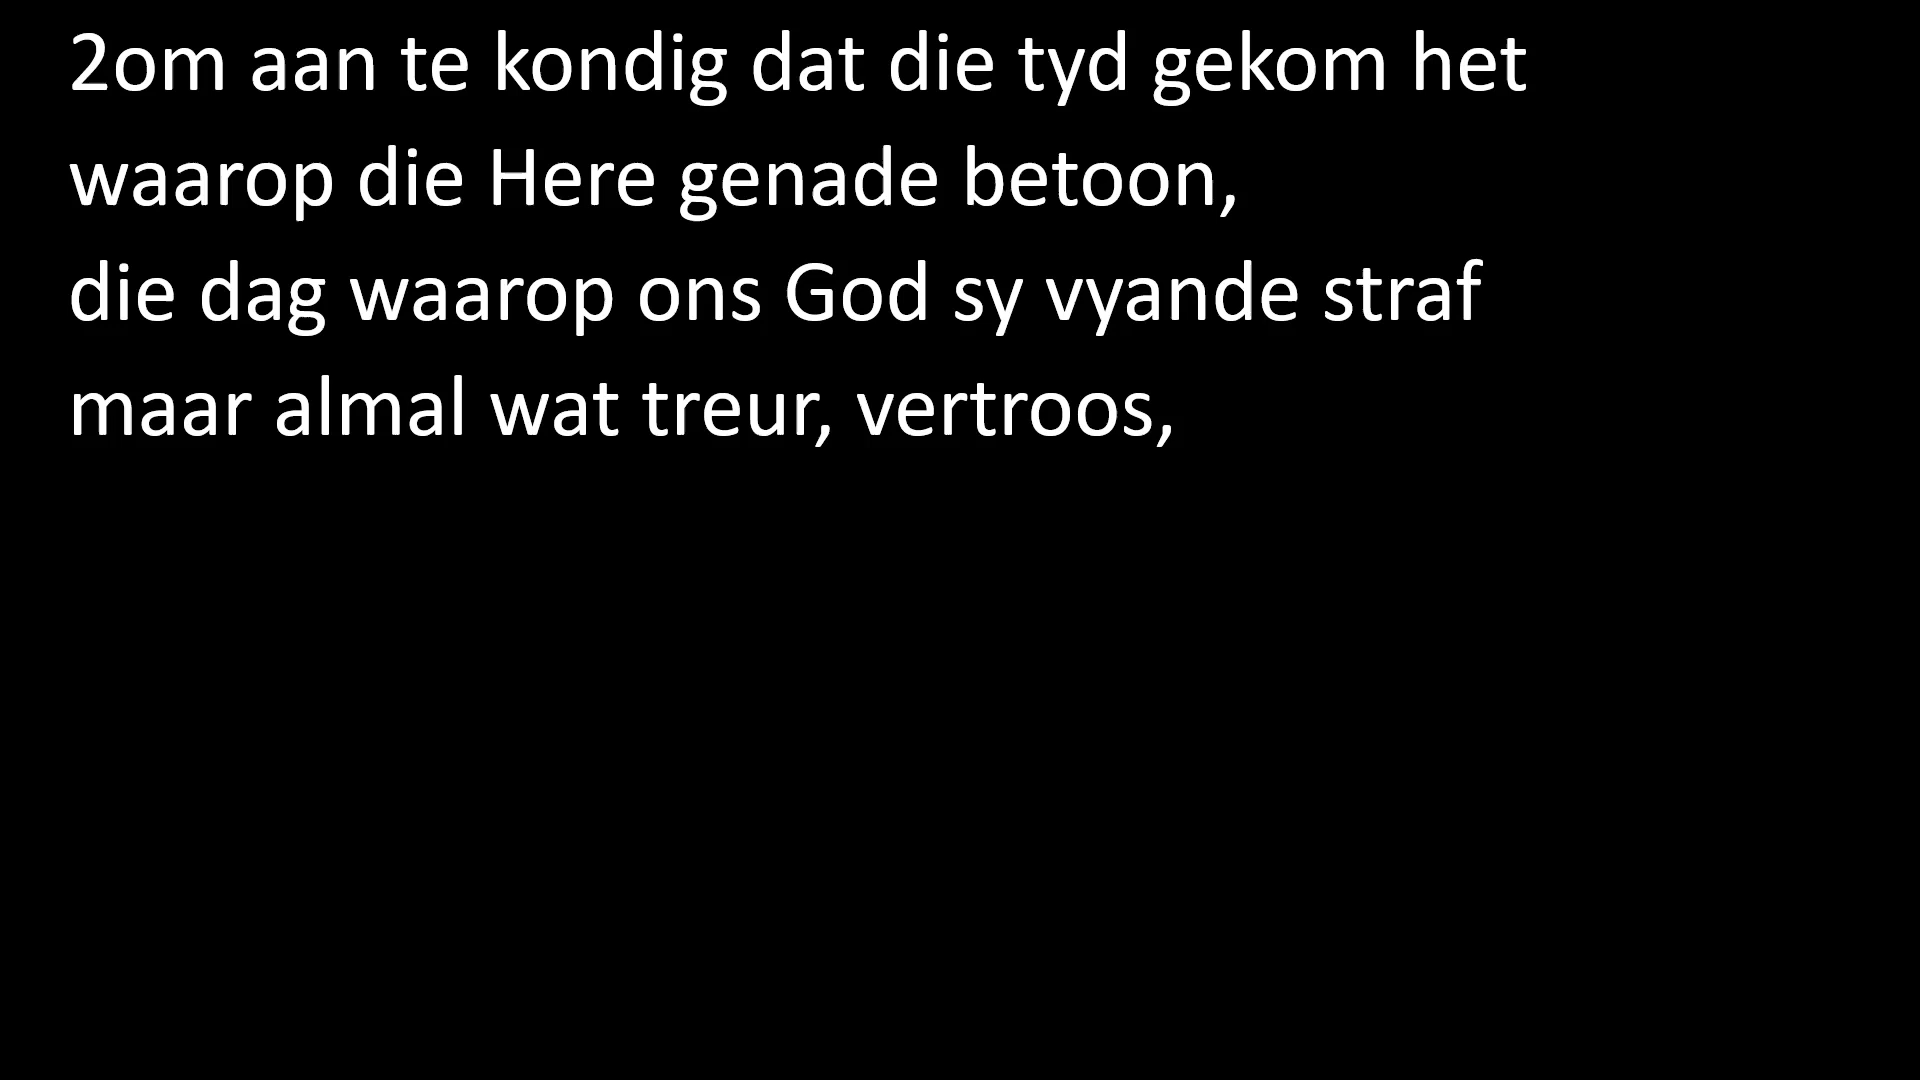 2om aan te kondig dat die tyd gekom het
waarop die Here genade betoon,
die dag waarop ons God sy vyande straf
maar almal wat treur, vertroos,